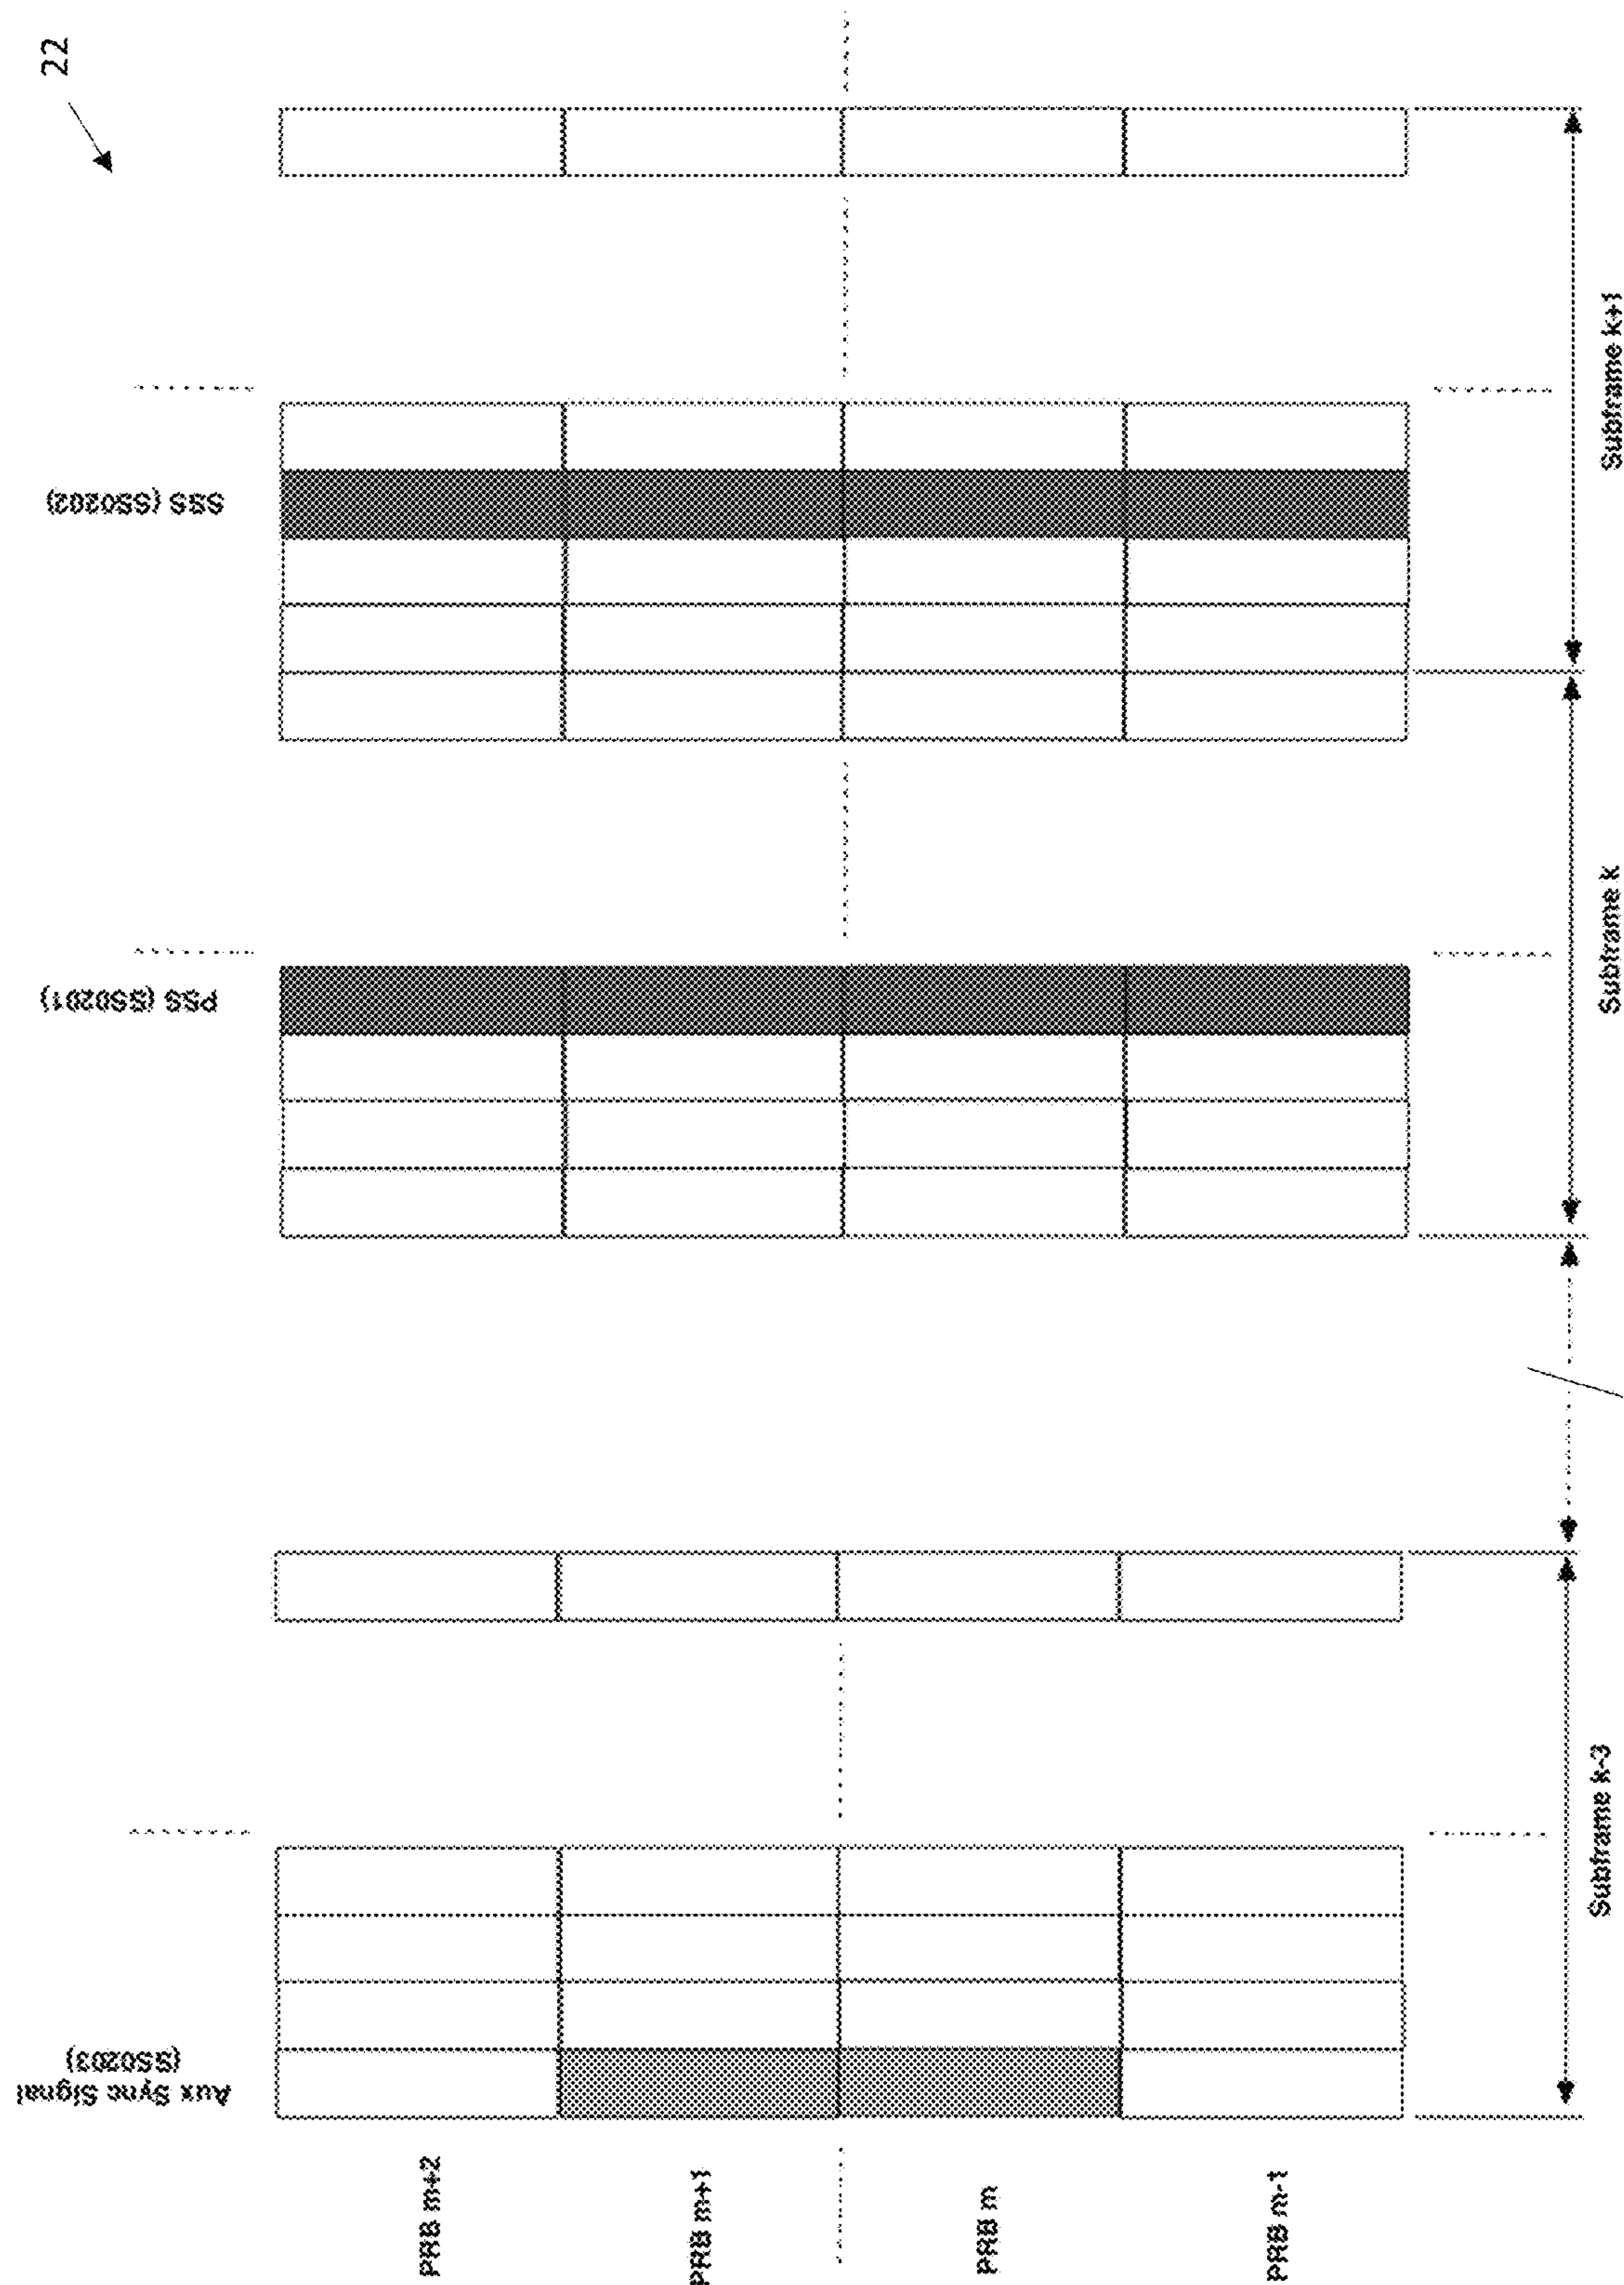 22
Aux Sync Signal
(SS0203)
PSS (SS0201)
SSS (SS0202)
PRB m+2
PRB m+1
PRB m
PRB m-1
Subframe k-3
Subframe k
Subframe k+1